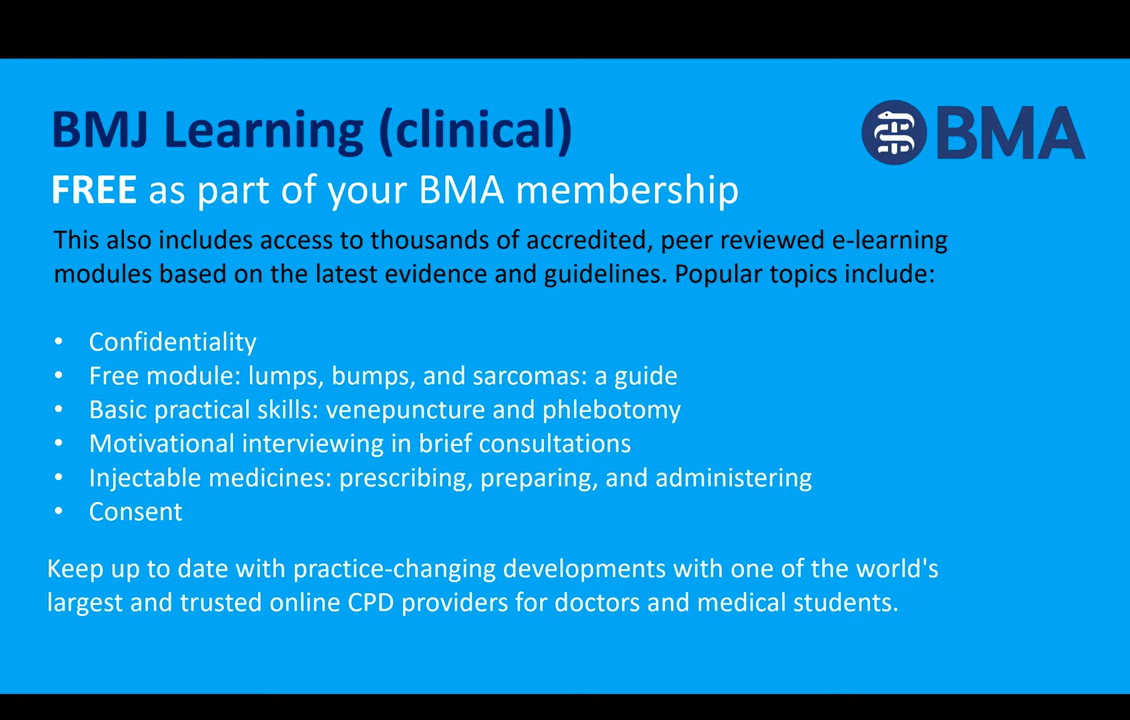 BMJ Learning (clinical)
BMA
FREE as part of your BMA membership
This also includes access to thousands of accredited, peer reviewed e-learning
modules based on the latest evidence and guidelines. Popular topics include:
• Confidentiality
• Free module: lumps, bumps, and sarcomas: a guide
• Basic practical skills: venepuncture and phlebotomy
• Motivational interviewing in brief consultations
• Injectable medicines: prescribing, preparing, and administering
• Consent
Keep up to date with practice-changing developments with one of the world's
largest and trusted online CPD providers for doctors and medical students.